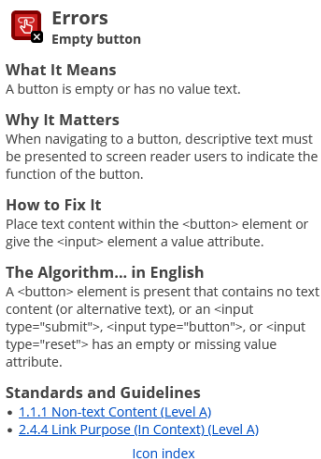 Errors
Empty button
What It Means
A button is empty or has no value text.
Why It Matters
When navigating to a button, descriptive text must
be presented to screen reader users to indicate the
function of the button.
How to Fix It
Place text content within the <button> element or
give the <input> element a value attribute.
The Algorithm... in English
A <button> element is present that contains no text
content (or alternative text), or an <input
type="submit">, <input type="button">, or <input
type="reset"> has an empty or missing value
attribute.
Standards and Guidelines
• 1.1.1 Non-text Content (Level A)
• 2.4.4 Link Purpose (In Context) (Level A)
Icon index